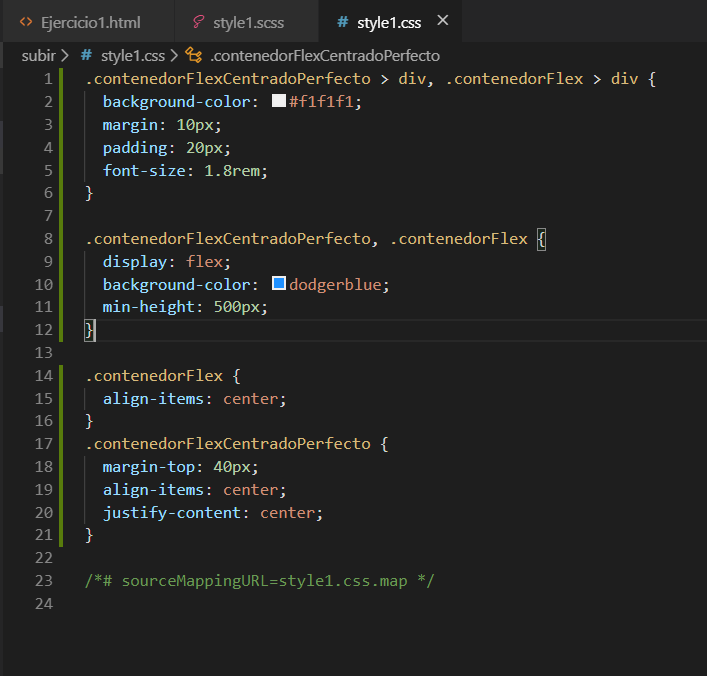 Ejercicio1.html style1.scss # style1.css ×
subir > # style1.css > .contenedorFlexCentradoPerfecto
1 .contenedorFlexCentradoPerfecto > div, .contenedorFlex > div {
2 background-color: #f1f1f1;
3 margin: 10px;
4 padding: 20px;
5 font-size: 1.8rem;
6 }
7
8 .contenedorFlexCentradoPerfecto, .contenedorFlex {
9 display: flex;
10 background-color: dodgerblue;
11 min-height: 500px;
12 }
13
14 .contenedorFlex {
15 align-items: center;
16 }
17 .contenedorFlexCentradoPerfecto {
18 margin-top: 40px;
19 align-items: center;
20 justify-content: center;
21 }
22
23 /*# sourceMappingURL=style1.css.map */
24